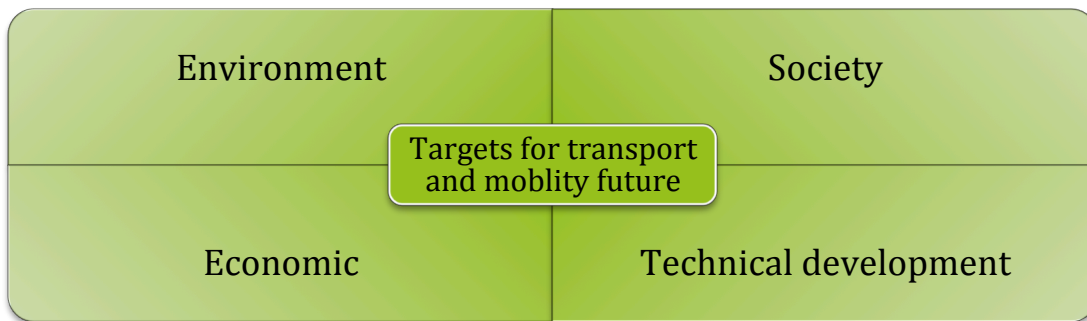 Environment
Society
Targets for transport
and moblity future
Economic
Technical development